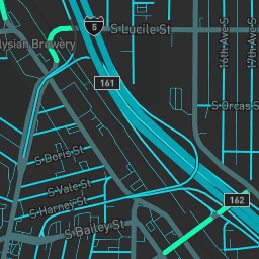 S Lucile St
5
lysian Brewery
161
16th Ave S
17th Ave S
S Orcas S
S Doris St
S Vale St
S Harney St
162
S Bailey St